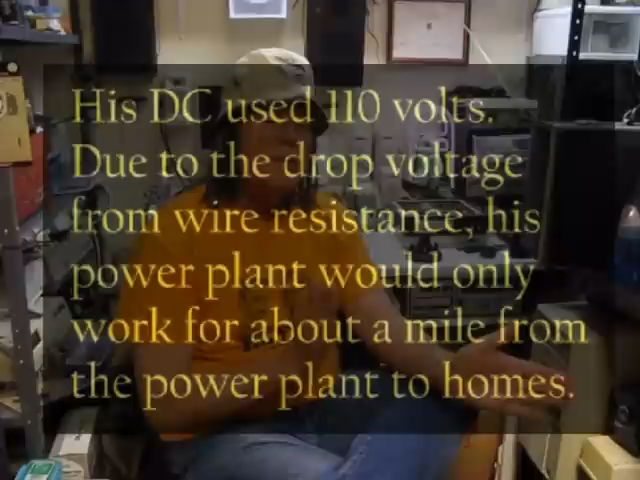 His DC used 110 volts.
Due to the drop voltage
from wire resistance, his
power plant would only
work for about a mile from
the power plant to homes.